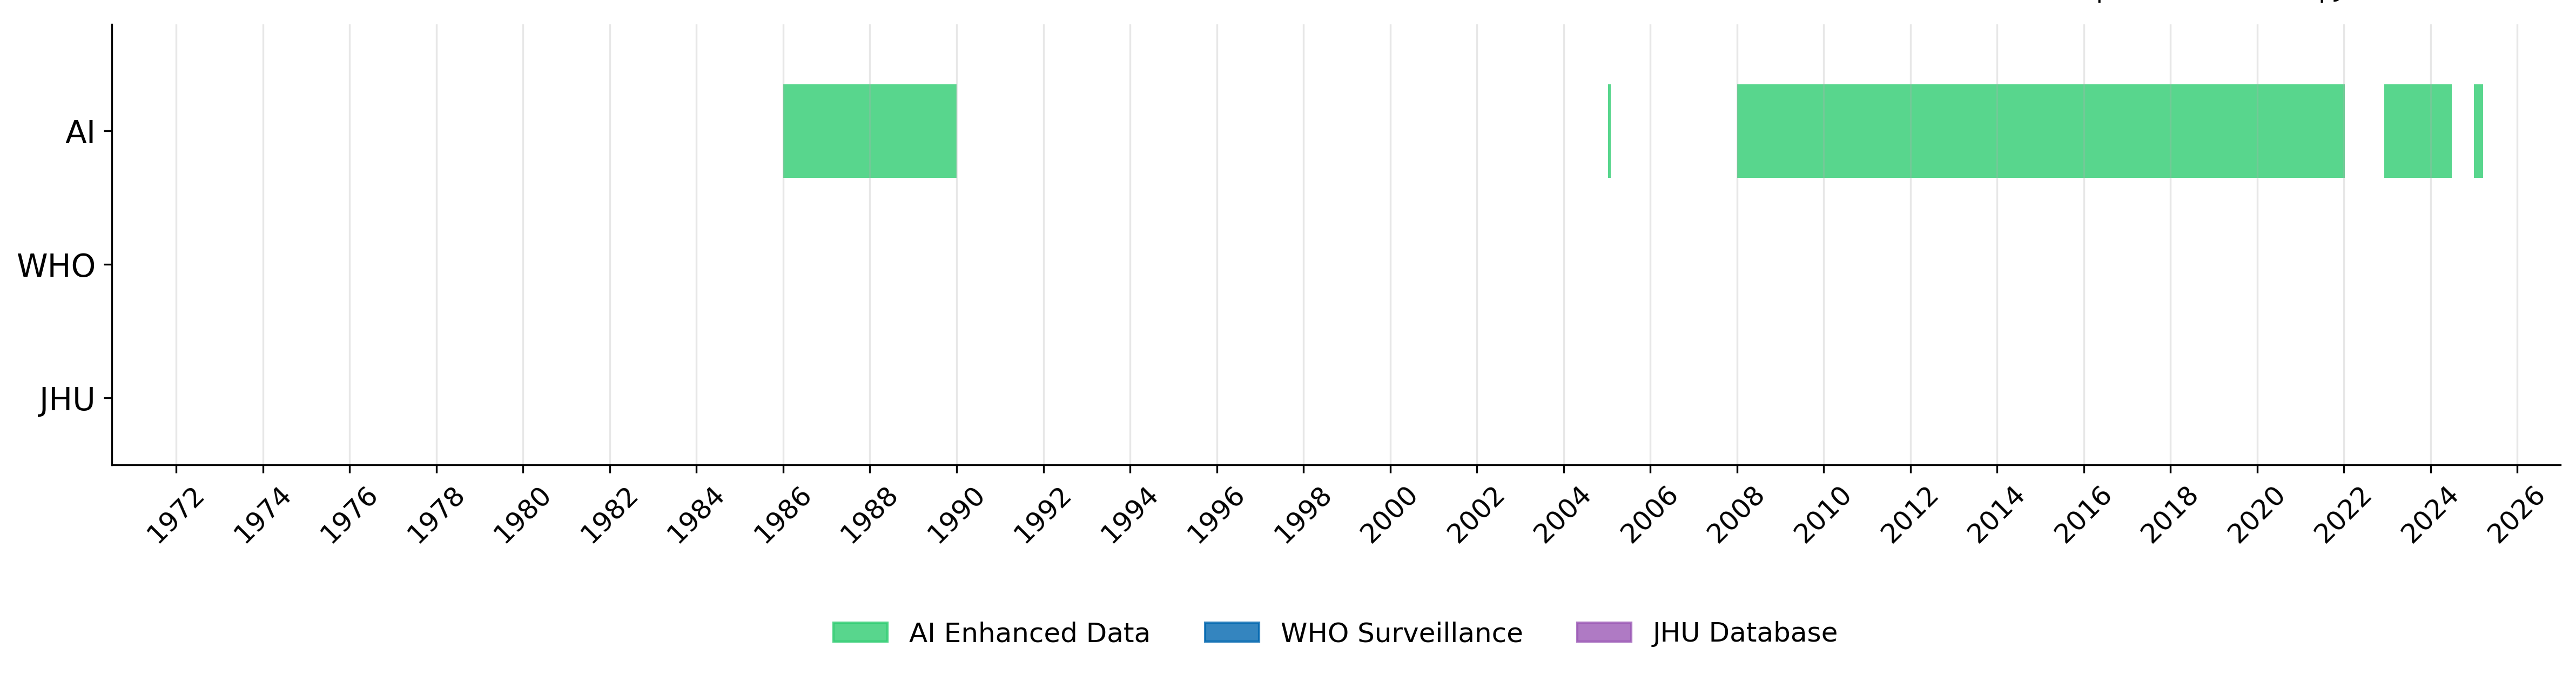 AI
WHO
JHU
1972 1974 1976 1978 1980 1982 1984 1986 1988 1990 1992 1994 1996 1998 2000 2002 2004 2006 2008 2010 2012 2014 2016 2018 2020 2022 2024 2026
AI Enhanced Data WHO Surveillance JHU Database